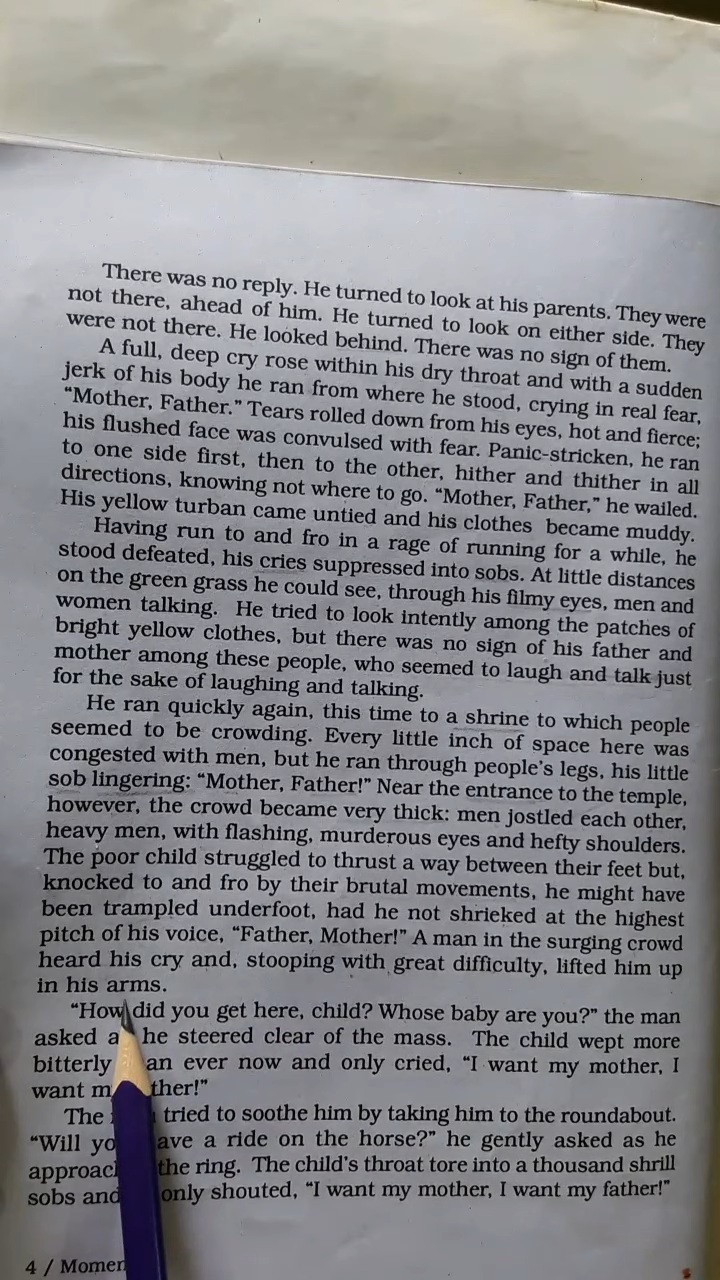 There was no reply. He turned to look at his parents. They were
not there, ahead of him. He turned to look on either side. They
were not there. He looked behind. There was no sign of them.
A full, deep cry rose within his dry throat and with a sudden
jerk of his body he ran from where he stood, crying in real fear,
“Mother, Father.” Tears rolled down from his eyes, hot and fierce;
his flushed face was convulsed with fear. Panic-stricken, he ran
to one side first, then to the other, hither and thither in all
directions, knowing not where to go. “Mother, Father,” he wailed.
His yellow turban came untied and his clothes became muddy.
Having run to and fro in a rage of running for a while, he
stood defeated, his cries suppressed into sobs. At little distances
on the green grass he could see, through his filmy eyes, men and
women talking. He tried to look intently among the patches of
bright yellow clothes, but there was no sign of his father and
mother among these people, who seemed to laugh and talk just
for the sake of laughing and talking.
He ran quickly again, this time to a shrine to which people
seemed to be crowding. Every little inch of space here was
congested with men, but he ran through people’s legs, his little
sob lingering: “Mother, Father!” Near the entrance to the temple,
however, the crowd became very thick: men jostled each other,
heavy men, with flashing, murderous eyes and hefty shoulders.
The poor child struggled to thrust a way between their feet but,
knocked to and fro by their brutal movements, he might have
been trampled underfoot, had he not shrieked at the highest
pitch of his voice, “Father, Mother!” A man in the surging crowd
heard his cry and, stooping with great difficulty, lifted him up
in his arms.
“How did you get here, child? Whose baby are you?” the man
asked he steered clear of the mass. The child wept more
bitterly ever now and only cried, “I want my mother, I
want
The tried to soothe him by taking him to the roundabout.
“Will a ride on the horse?” he gently asked as he
the ring. The child’s throat tore into a thousand shrill
sobs and only shouted, “I want my mother, I want my father!”
4 /